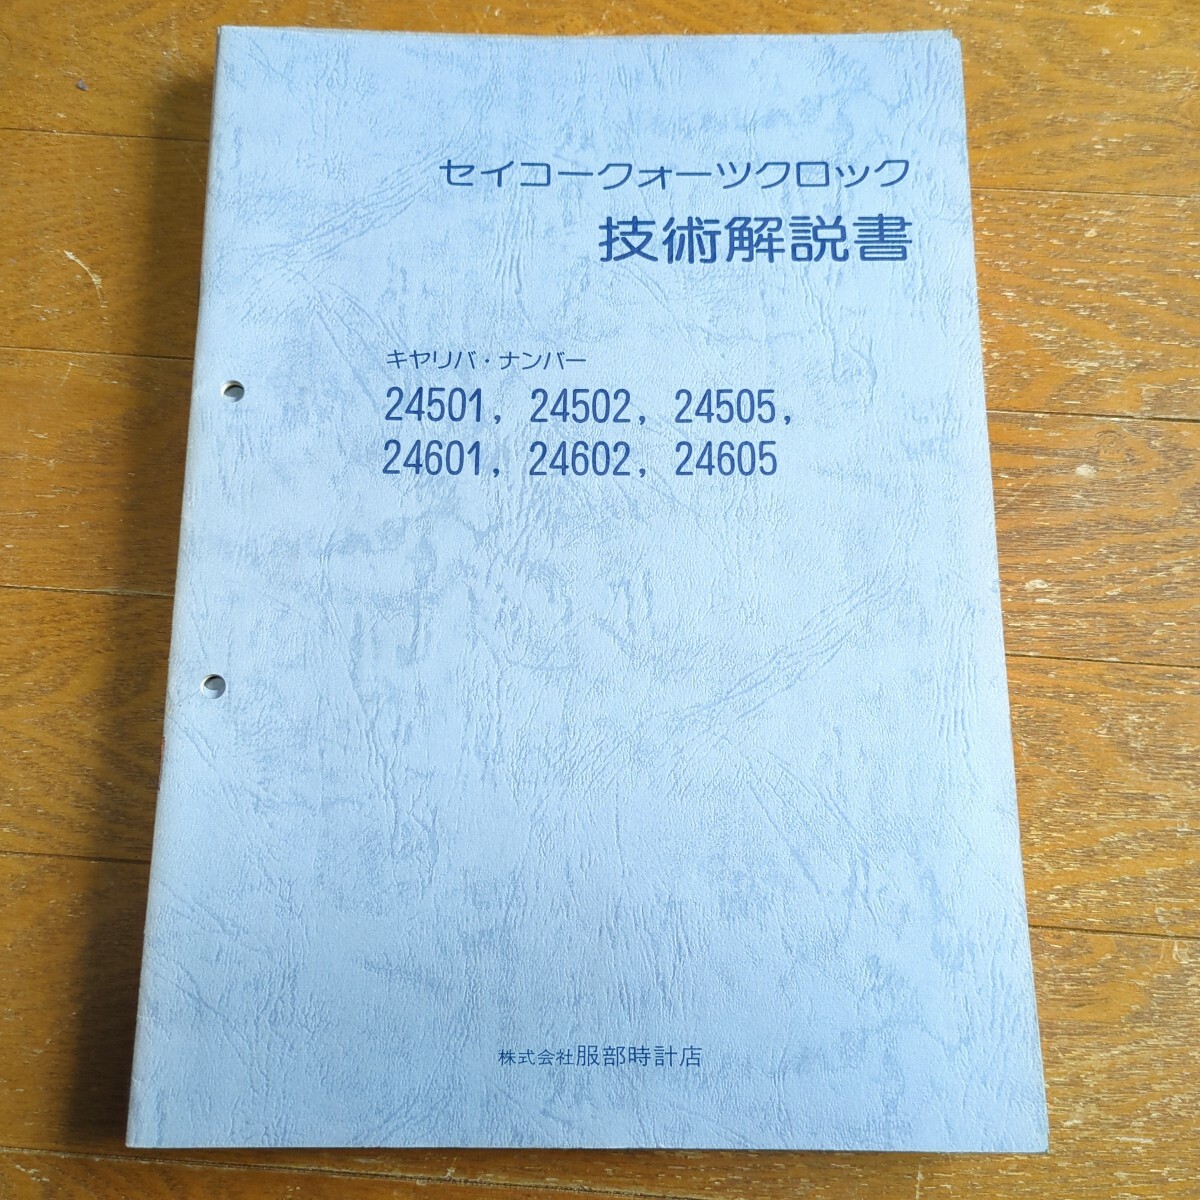 セイコークォーツクロック
技術解説書
キヤリバ・ナンバー
24501, 24502, 24505,
24601, 24602, 24605
株式会社服部時計店